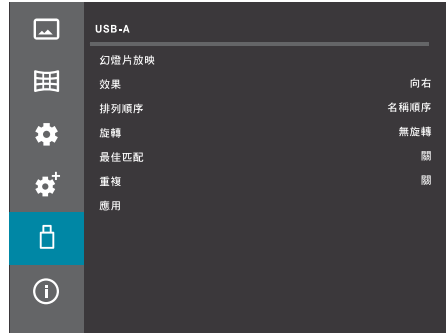 USB-A
幻燈片放映
效果 向右
排列順序 名稱順序
旋轉 無旋轉
最佳匹配 關
重複 關
應用